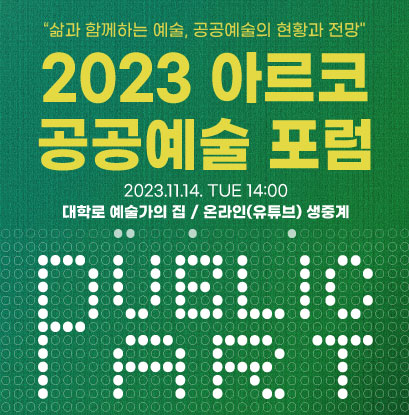 “삶과 함께하는 예술, 공공예술의 현황과 전망"
2023 아르코
공공예술 포럼
2023.11.14. TUE 14:00
대학로 예술가의 집 / 온라인(유튜브) 생중계
PUBLIC
ART